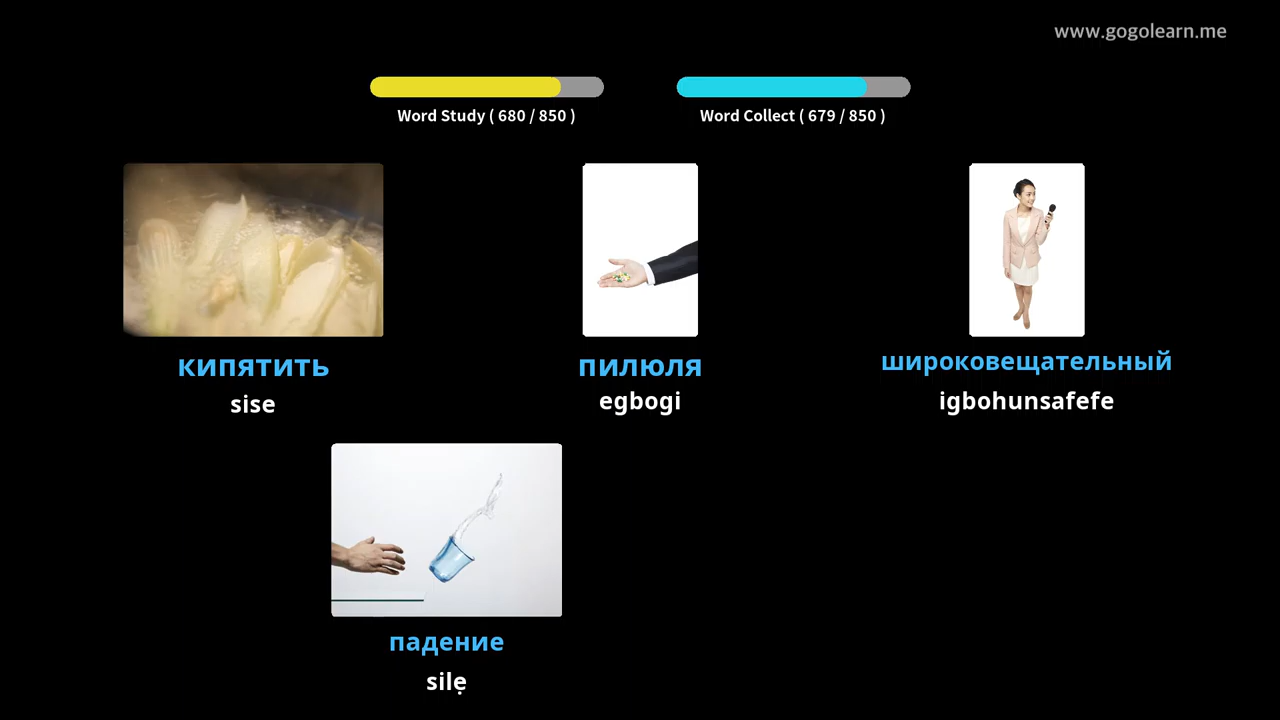 www.gogolearn.me
Word Study ( 680 / 850 )
Word Collect ( 679 / 850 )
кипятить
sise
пилюля
egbogi
широковещательный
igbohunsafefe
падение
silẹ